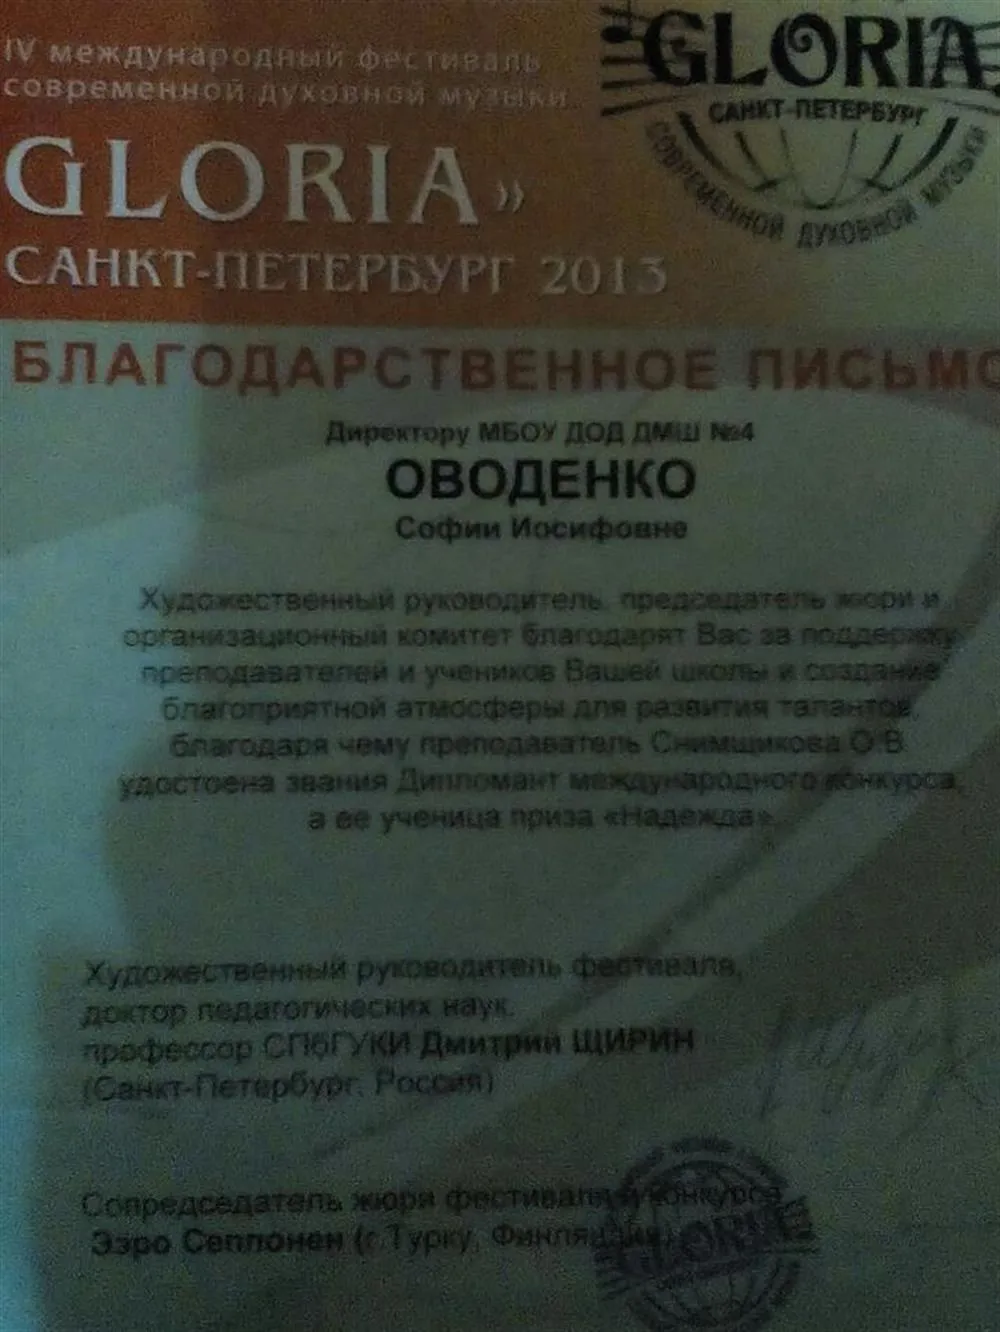 IV международный фестиваль
современной духовной музыки
GLORIA»
САНКТ-ПЕТЕРБУРГ 2013
GLORIA
САНКТ-ПЕТЕРБУРГ
СОВРЕМЕННОЙ ДУХОВНОЙ МУЗЫКИ
БЛАГОДАРСТВЕННОЕ ПИСЬМО
Директору МБОУ ДОД ДМШ №4
ОВОДЕНКО
Софии Иосифовне
Художественный руководитель, председатель жюри и
организационный комитет благодарят Вас за поддержку
преподавателей и учеников Вашей школы и создание
благоприятной атмосферы для развития талантов,
благодаря чему преподаватель Снимщикова О.В.
удостоена звания Дипломант международного конкурса,
а ее ученица приза «Надежда».
Художественный руководитель фестиваля,
доктор педагогических наук,
профессор СПбГУКИ Дмитрий ЩИРИН
(Санкт-Петербург, Россия)
Сопредседатель жюри фестиваля и конкурса
Ээро Сеппонен (г.Турку, Финляндия)
GLORIA